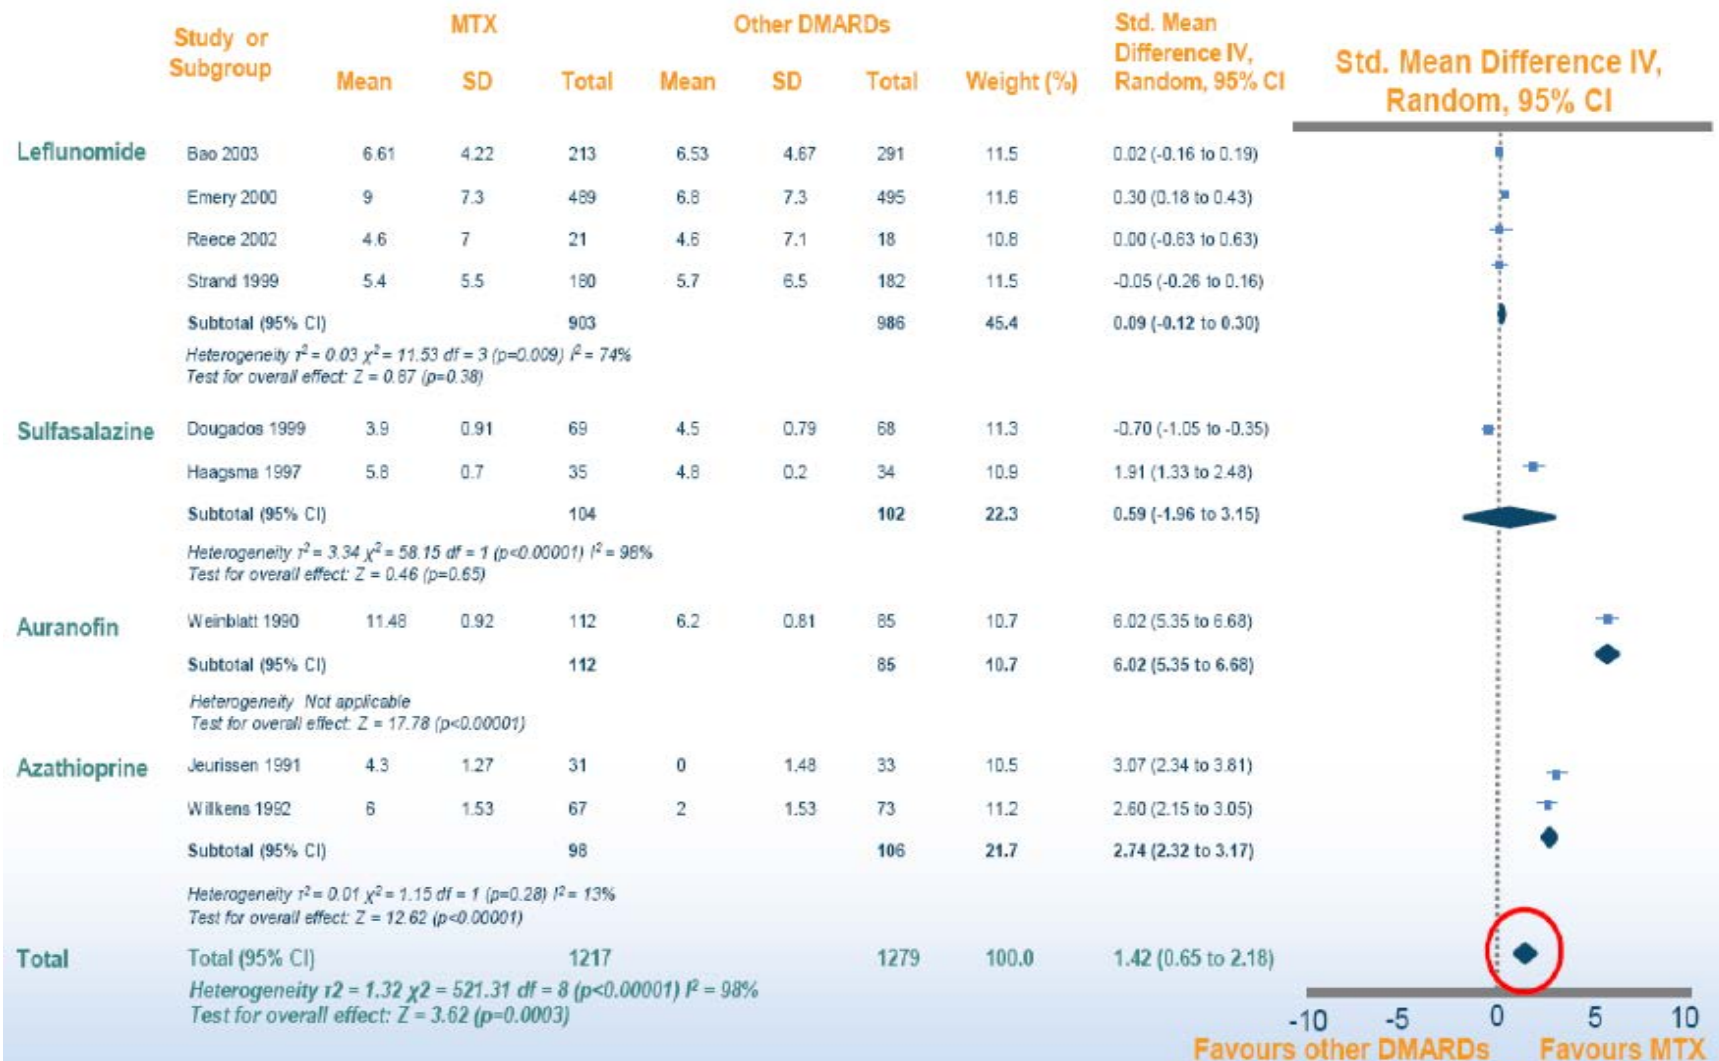 Study or Subgroup MTX Other DMARDs Std. Mean Difference IV, Random, 95% CI Std. Mean Difference IV, Random, 95% CI
Mean SD Total Mean SD Total Weight (%)
Leflunomide Bao 2003 6.61 4.22 213 6.53 4.67 291 11.5 0.02 (-0.16 to 0.19)
Emery 2000 9 7.3 489 6.8 7.3 495 11.6 0.30 (0.18 to 0.43)
Reece 2002 4.6 7 21 4.6 7.1 18 10.8 0.00 (-0.63 to 0.63)
Strand 1999 5.4 5.5 180 5.7 6.5 182 11.5 -0.05 (-0.26 to 0.16)
Subtotal (95% CI) 903 986 45.4 0.09 (-0.12 to 0.30)
Heterogeneity τ² = 0.03 χ² = 11.53 df = 3 (p=0.009) I² = 74%
Test for overall effect: Z = 0.87 (p=0.38)
Sulfasalazine Dougados 1999 3.9 0.91 69 4.5 0.79 68 11.3 -0.70 (-1.05 to -0.35)
Haagsma 1997 5.8 0.7 35 4.8 0.2 34 10.9 1.91 (1.33 to 2.48)
Subtotal (95% CI) 104 102 22.3 0.59 (-1.96 to 3.15)
Heterogeneity τ² = 3.34 χ² = 58.15 df = 1 (p<0.00001) I² = 98%
Test for overall effect: Z = 0.46 (p=0.65)
Auranofin Weinblatt 1990 11.48 0.92 112 6.2 0.81 85 10.7 6.02 (5.35 to 6.68)
Subtotal (95% CI) 112 85 10.7 6.02 (5.35 to 6.68)
Heterogeneity Not applicable
Test for overall effect: Z = 17.78 (p<0.00001)
Azathioprine Jeurissen 1991 4.3 1.27 31 0 1.48 33 10.5 3.07 (2.34 to 3.81)
Willkens 1992 6 1.53 67 2 1.53 73 11.2 2.60 (2.15 to 3.05)
Subtotal (95% CI) 98 106 21.7 2.74 (2.32 to 3.17)
Heterogeneity τ² = 0.01 χ² = 1.15 df = 1 (p=0.28) I² = 13%
Test for overall effect: Z = 12.62 (p<0.00001)
Total Total (95% CI) 1217 1279 100.0 1.42 (0.65 to 2.18)
Heterogeneity τ2 = 1.32 χ2 = 521.31 df = 8 (p<0.00001) I² = 98%
Test for overall effect: Z = 3.62 (p=0.0003)
-10 -5 0 5 10
Favours other DMARDs Favours MTX